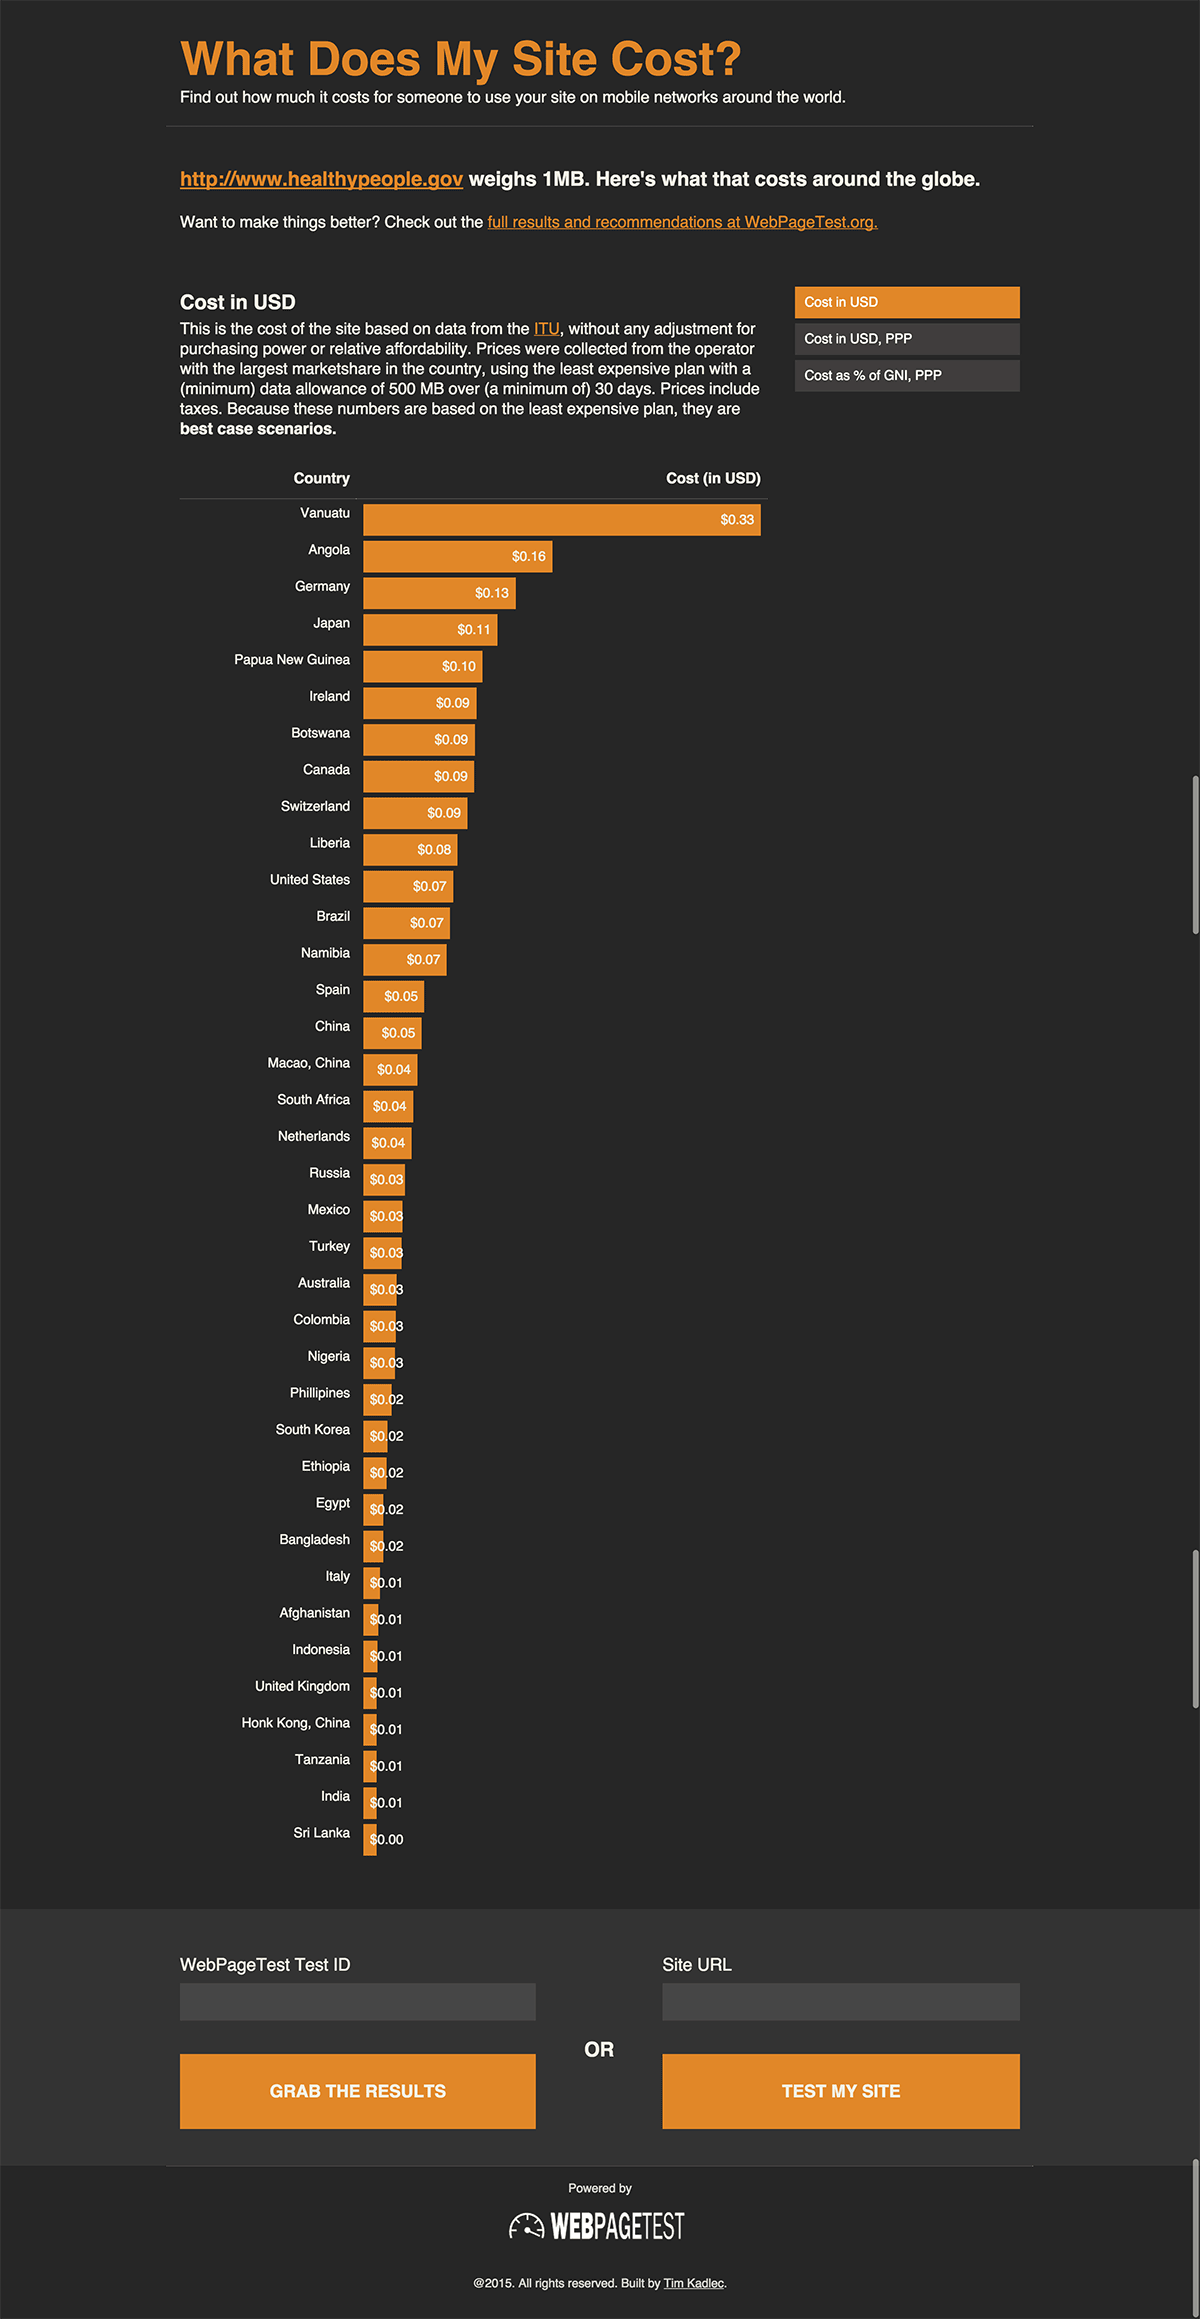 What Does My Site Cost?
Find out how much it costs for someone to use your site on mobile networks around the world.
http://www.healthypeople.gov weighs 1MB. Here's what that costs around the globe.
Want to make things better? Check out the full results and recommendations at WebPageTest.org.
Cost in USD
This is the cost of the site based on data from the ITU, without any adjustment for
purchasing power or relative affordability. Prices were collected from the operator
with the largest marketshare in the country, using the least expensive plan with a
(minimum) data allowance of 500 MB over (a minimum of) 30 days. Prices include
taxes. Because these numbers are based on the least expensive plan, they are
best case scenarios.
Cost in USD
Cost in USD, PPP
Cost as % of GNI, PPP
Country Cost (in USD)
Vanuatu $0.33
Angola $0.16
Germany $0.13
Japan $0.11
Papua New Guinea $0.10
Ireland $0.09
Botswana $0.09
Canada $0.09
Switzerland $0.09
Liberia $0.08
United States $0.07
Brazil $0.07
Namibia $0.07
Spain $0.05
China $0.05
Macao, China $0.04
South Africa $0.04
Netherlands $0.04
Russia $0.03
Mexico $0.03
Turkey $0.03
Australia $0.03
Colombia $0.03
Nigeria $0.03
Phillipines $0.02
South Korea $0.02
Ethiopia $0.02
Egypt $0.02
Bangladesh $0.02
Italy $0.01
Afghanistan $0.01
Indonesia $0.01
United Kingdom $0.01
Honk Kong, China $0.01
Tanzania $0.01
India $0.01
Sri Lanka $0.00
WebPageTest Test ID
GRAB THE RESULTS
OR
Site URL
TEST MY SITE
Powered by
WEBPAGETEST
@2015. All rights reserved. Built by Tim Kadlec.